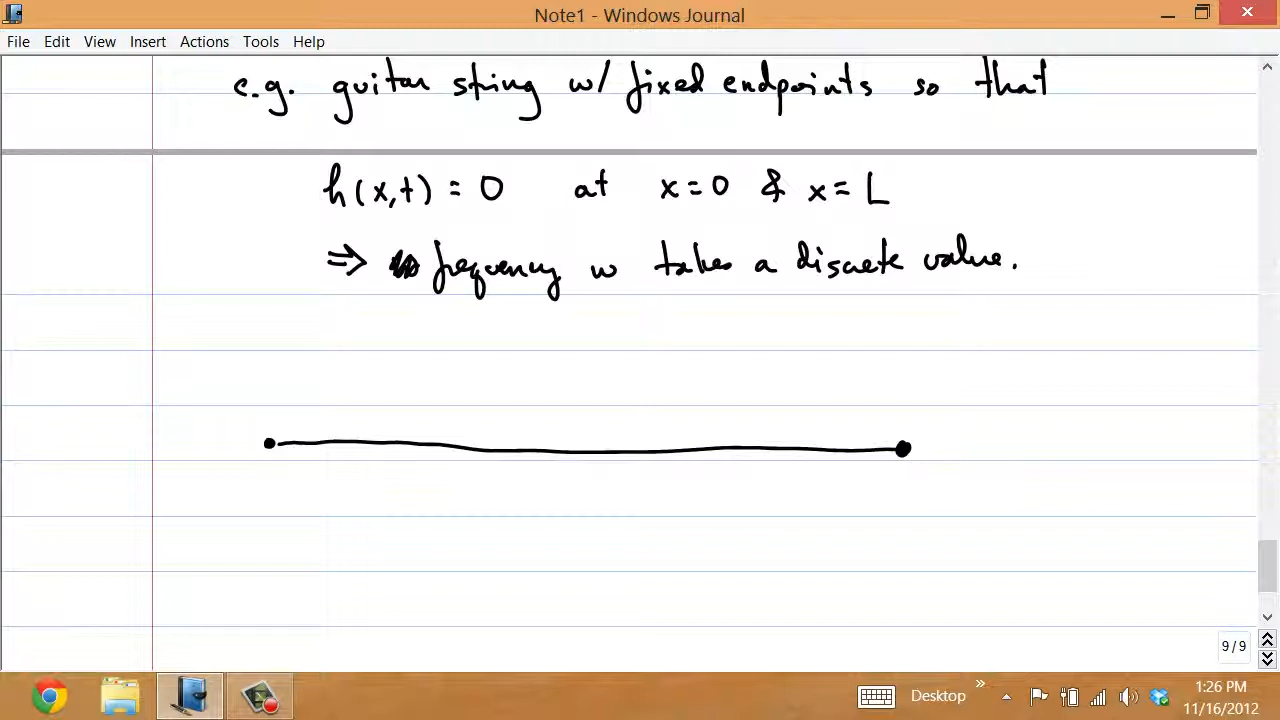 Note1 - Windows Journal
File Edit View Insert Actions Tools Help
e.g. guitar string w/ fixed endpoints so that
h(x,t) = 0 at x=0 & x=L
⇒ frequency w takes a discrete value.
9/9
Desktop
1:26 PM
11/16/2012